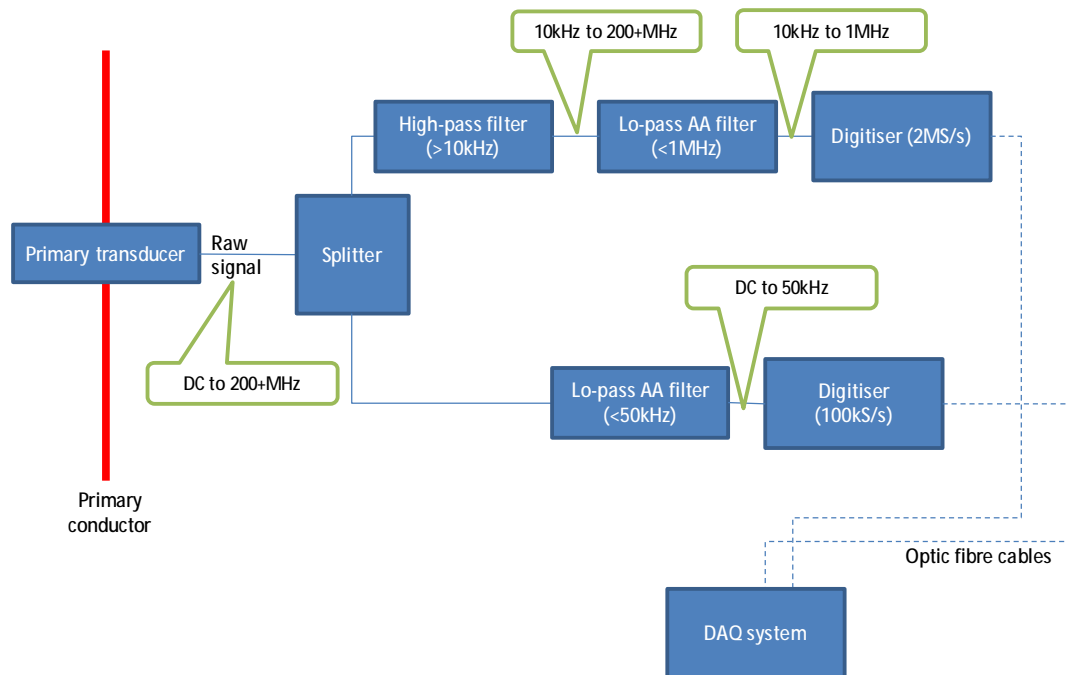 10kHz to 200+MHz
10kHz to 1MHz
High-pass filter
(>10kHz)
Lo-pass AA filter
(<1MHz)
Digitiser (2MS/s)
Primary transducer
Raw
signal
Splitter
DC to 50kHz
DC to 200+MHz
Lo-pass AA filter
(<50kHz)
Digitiser
(100kS/s)
Primary
conductor
Optic fibre cables
DAQ system